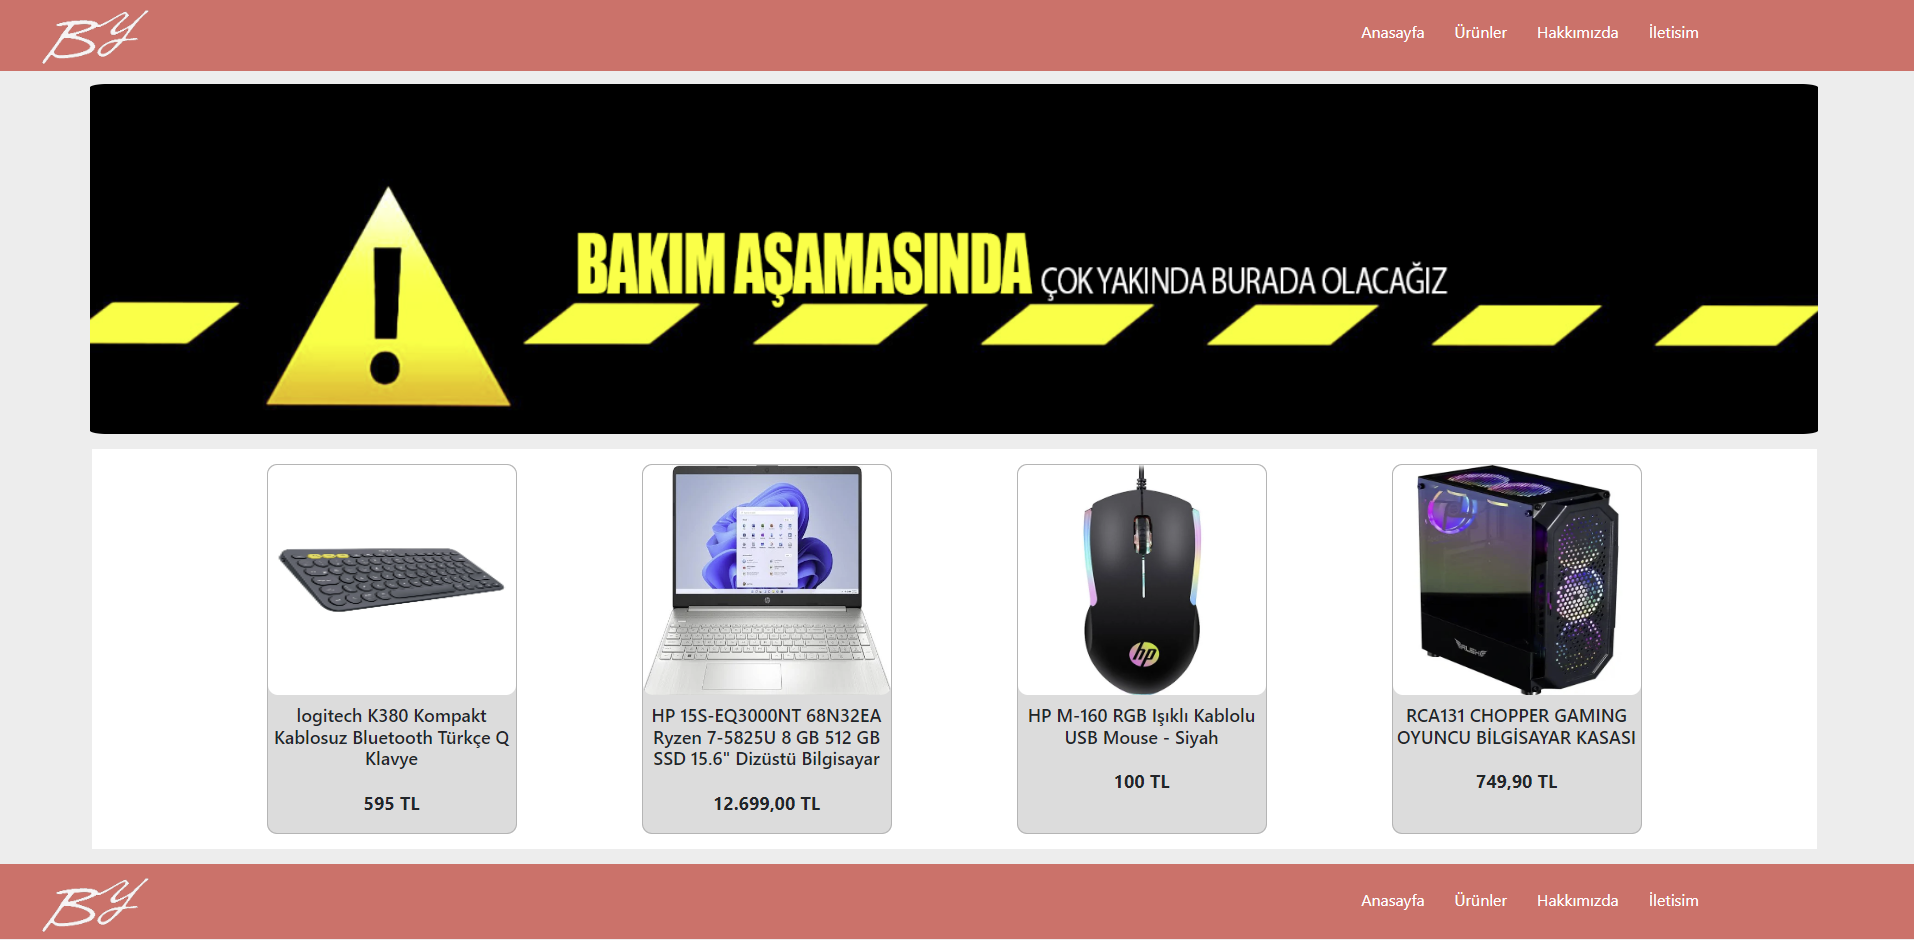 BY
Anasayfa Ürünler Hakkımızda İletisim
BAKIM AŞAMASINDA ÇOK YAKINDA BURADA OLACAĞIZ
logitech K380 Kompakt
Kablosuz Bluetooth Türkçe Q
Klavye
595 TL
HP 15S-EQ3000NT 68N32EA
Ryzen 7-5825U 8 GB 512 GB
SSD 15.6" Dizüstü Bilgisayar
12.699,00 TL
hp
HP M-160 RGB Işıklı Kablolu
USB Mouse - Siyah
100 TL
RCA131 CHOPPER GAMING
OYUNCU BİLGİSAYAR KASASI
749,90 TL
BY
Anasayfa Ürünler Hakkımızda İletisim